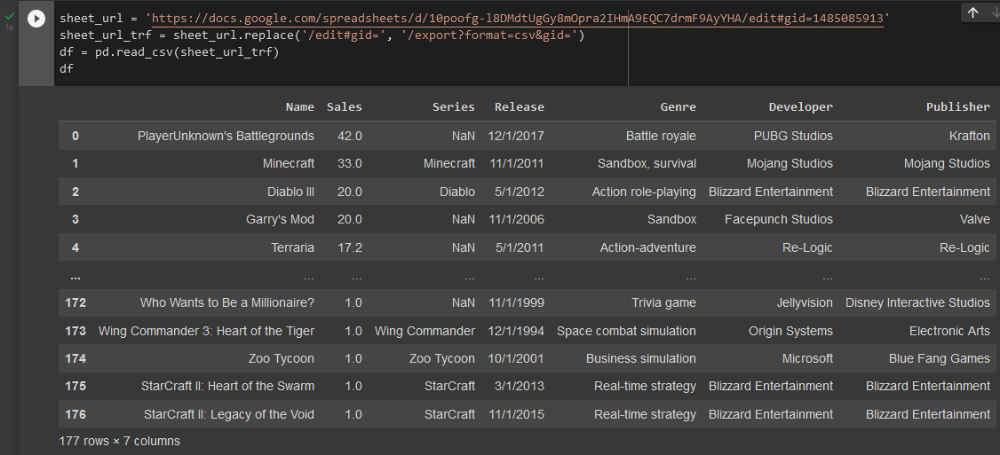 sheet_url = 'https://docs.google.com/spreadsheets/d/10poofg-l8DMdtUgGy8mOpra2IHmA9EQC7drmF9AyYHA/edit#gid=1485085913'
1s
sheet_url_trf = sheet_url.replace('/edit#gid=', '/export?format=csv&gid=')
df = pd.read_csv(sheet_url_trf)
df
Name Sales Series Release Genre Developer Publisher
0 PlayerUnknown's Battlegrounds 42.0 NaN 12/1/2017 Battle royale PUBG Studios Krafton
1 Minecraft 33.0 Minecraft 11/1/2011 Sandbox, survival Mojang Studios Mojang Studios
2 Diablo III 20.0 Diablo 5/1/2012 Action role-playing Blizzard Entertainment Blizzard Entertainment
3 Garry's Mod 20.0 NaN 11/1/2006 Sandbox Facepunch Studios Valve
4 Terraria 17.2 NaN 5/1/2011 Action-adventure Re-Logic Re-Logic
... ... ... ... ... ... ... ...
172 Who Wants to Be a Millionaire? 1.0 NaN 11/1/1999 Trivia game Jellyvision Disney Interactive Studios
173 Wing Commander 3: Heart of the Tiger 1.0 Wing Commander 12/1/1994 Space combat simulation Origin Systems Electronic Arts
174 Zoo Tycoon 1.0 Zoo Tycoon 10/1/2001 Business simulation Microsoft Blue Fang Games
175 StarCraft II: Heart of the Swarm 1.0 StarCraft 3/1/2013 Real-time strategy Blizzard Entertainment Blizzard Entertainment
176 StarCraft II: Legacy of the Void 1.0 StarCraft 11/1/2015 Real-time strategy Blizzard Entertainment Blizzard Entertainment
177 rows × 7 columns